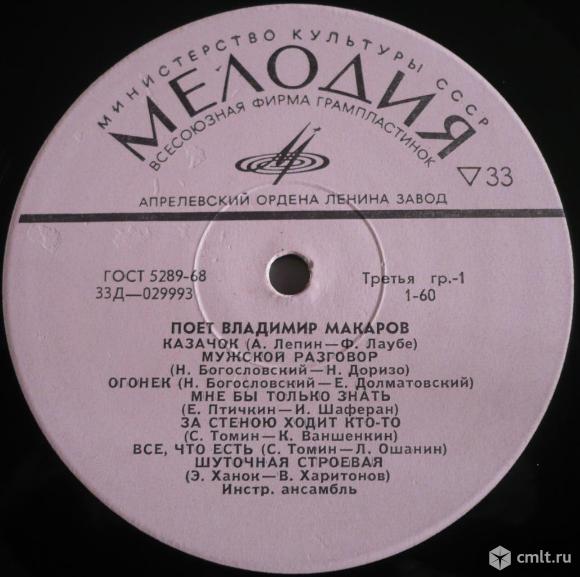 МИНИСТЕРСТВО КУЛЬТУРЫ СССР
МЕЛОДИЯ
ВСЕСОЮЗНАЯ ФИРМА ГРАМПЛАСТИНОК
▽33
АПРЕЛЕВСКИЙ ОРДЕНА ЛЕНИНА ЗАВОД
ГОСТ 5289-68
Третья гр.-1
33Д—029993
1-60
ПОЕТ ВЛАДИМИР МАКАРОВ
КАЗАЧОК (А. Лепин—Ф. Лаубе)
МУЖСКОЙ РАЗГОВОР
(Н. Богословский—Н. Доризо)
ОГОНЕК (Н. Богословский—Е. Долматовский)
МНЕ БЫ ТОЛЬКО ЗНАТЬ
(Е. Птичкин—И. Шаферан)
ЗА СТЕНОЮ ХОДИТ КТО-ТО
(С. Томин—К. Ваншенкин)
ВСЕ, ЧТО ЕСТЬ (С. Томин—Л. Ошанин)
ШУТОЧНАЯ СТРОЕВАЯ
(Э. Ханок—В. Харитонов)
Инстр. ансамбль
cmlt.ru